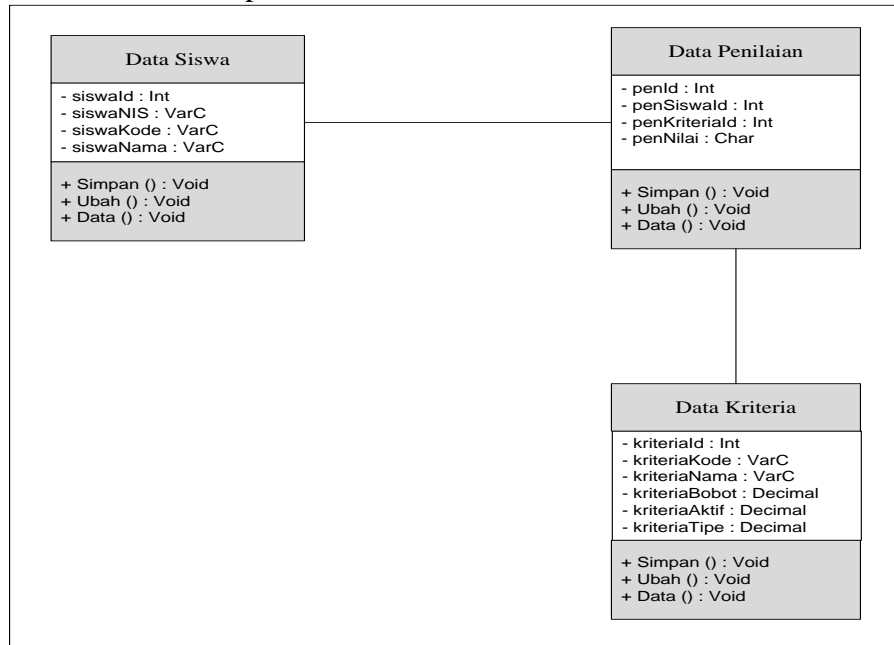 Data Siswa
- siswaId : Int
- siswaNIS : VarC
- siswaKode : VarC
- siswaNama : VarC
+ Simpan () : Void
+ Ubah () : Void
+ Data () : Void
Data Penilaian
- penId : Int
- penSiswaId : Int
- penKriteriaId : Int
- penNilai : Char
+ Simpan () : Void
+ Ubah () : Void
+ Data () : Void
Data Kriteria
- kriteriaId : Int
- kriteriaKode : VarC
- kriteriaNama : VarC
- kriteriaBobot : Decimal
- kriteriaAktif : Decimal
- kriteriaTipe : Decimal
+ Simpan () : Void
+ Ubah () : Void
+ Data () : Void